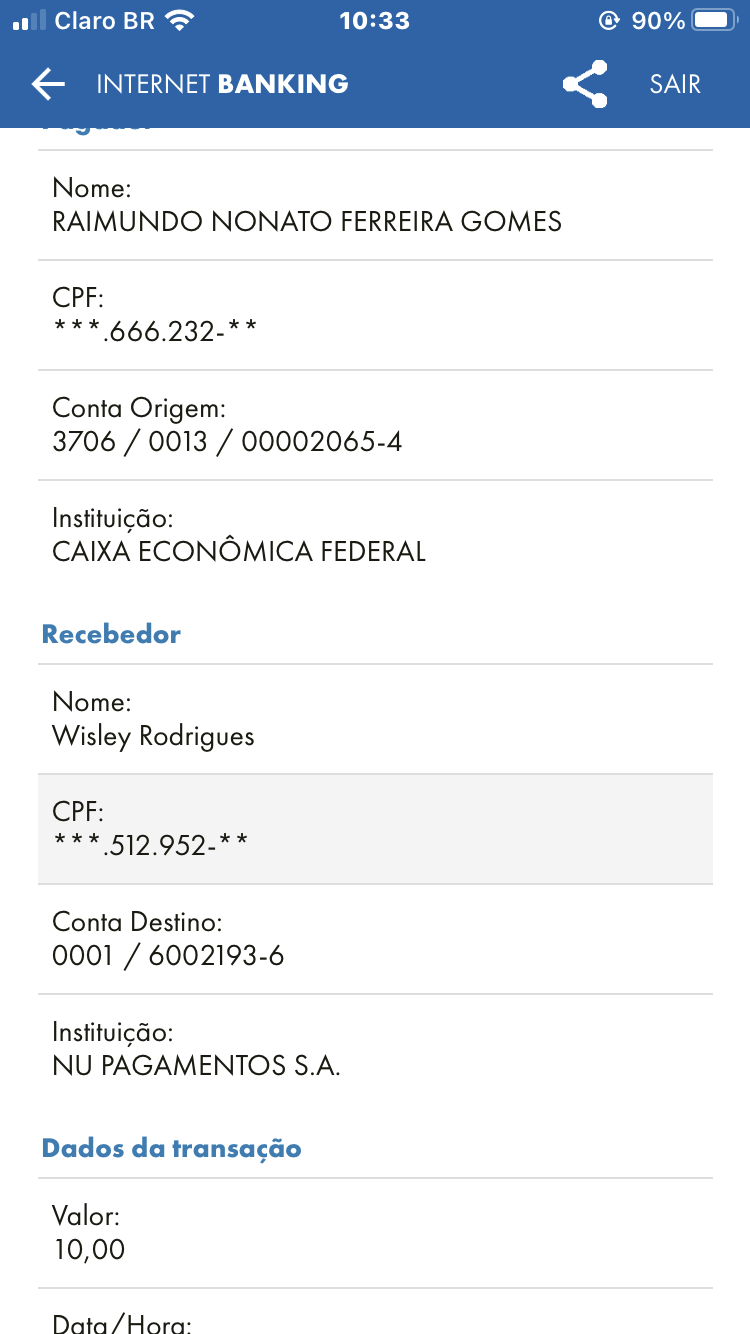 Claro BR 10:33 90%
INTERNET BANKING SAIR
Nome:
RAIMUNDO NONATO FERREIRA GOMES
CPF:
***.666.232-**
Conta Origem:
3706 / 0013 / 00002065-4
Instituição:
CAIXA ECONÔMICA FEDERAL
Recebedor
Nome:
Wisley Rodrigues
CPF:
***.512.952-**
Conta Destino:
0001 / 6002193-6
Instituição:
NU PAGAMENTOS S.A.
Dados da transação
Valor:
10,00
Data/Hora: